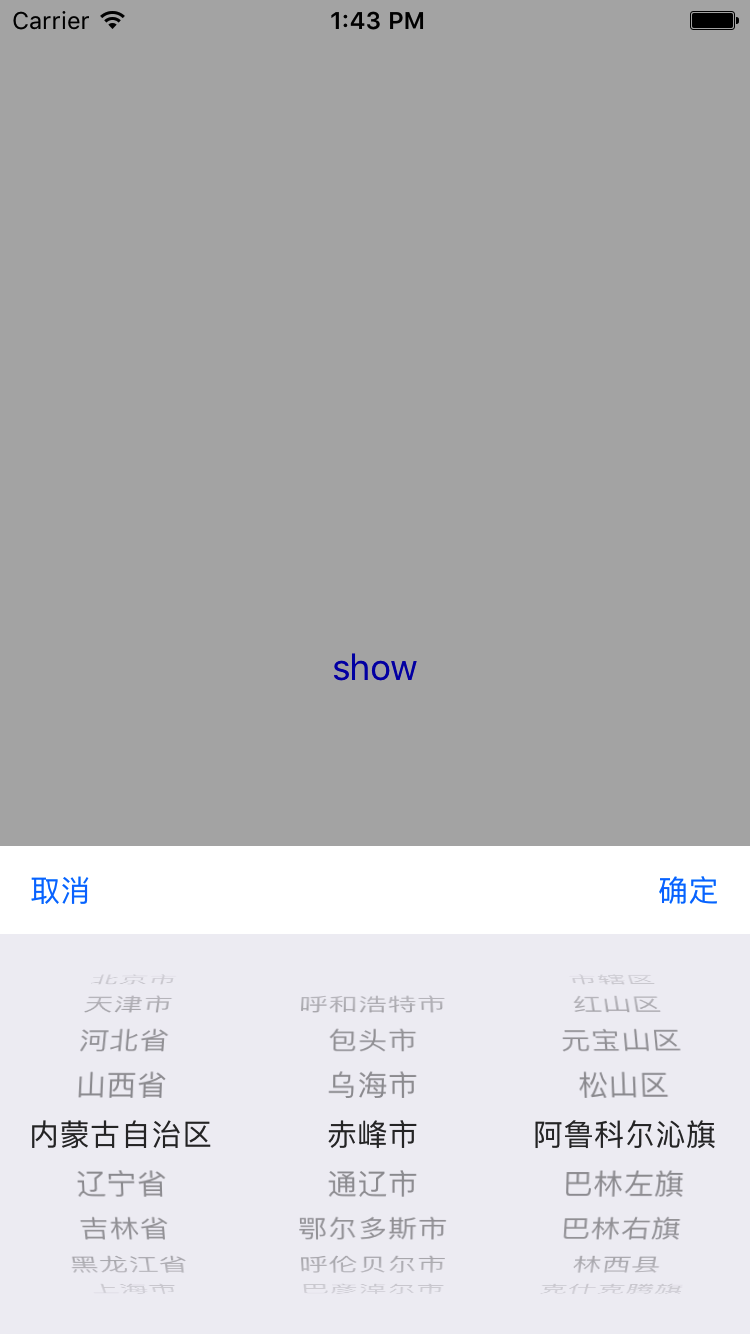 Carrier 1:43 PM
show
取消 确定
北京市 市辖区
天津市 呼和浩特市 红山区
河北省 包头市 元宝山区
山西省 乌海市 松山区
内蒙古自治区 赤峰市 阿鲁科尔沁旗
辽宁省 通辽市 巴林左旗
吉林省 鄂尔多斯市 巴林右旗
黑龙江省 呼伦贝尔市 林西县
上海市 巴彦淖尔市 克什克腾旗